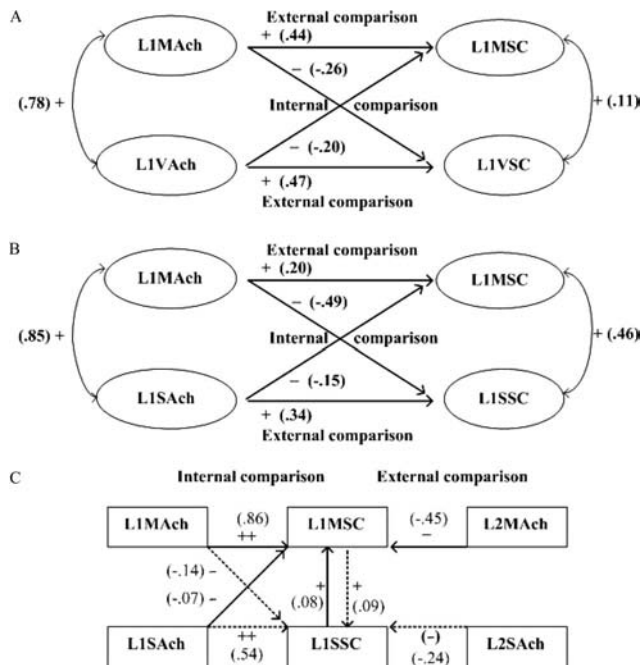 A
External comparison
+ (.44)
L1MAch
L1MSC
– (-.26)
(.78) +
Internal comparison
+ (.11)
– (-.20)
L1VAch
L1VSC
+ (.47)
External comparison
B
External comparison
+ (.20)
L1MAch
L1MSC
– (-.49)
(.85) +
Internal comparison
+ (.46)
– (-.15)
L1SAch
L1SSC
+ (.34)
External comparison
C
Internal comparison External comparison
L1MAch
(.86)
++
L1MSC
(-.45)
–
L2MAch
(-.14) –
(-.07) –
+
(.08)
+
(.09)
L1SAch
++
(.54)
L1SSC
(-)
(-.24)
L2SAch